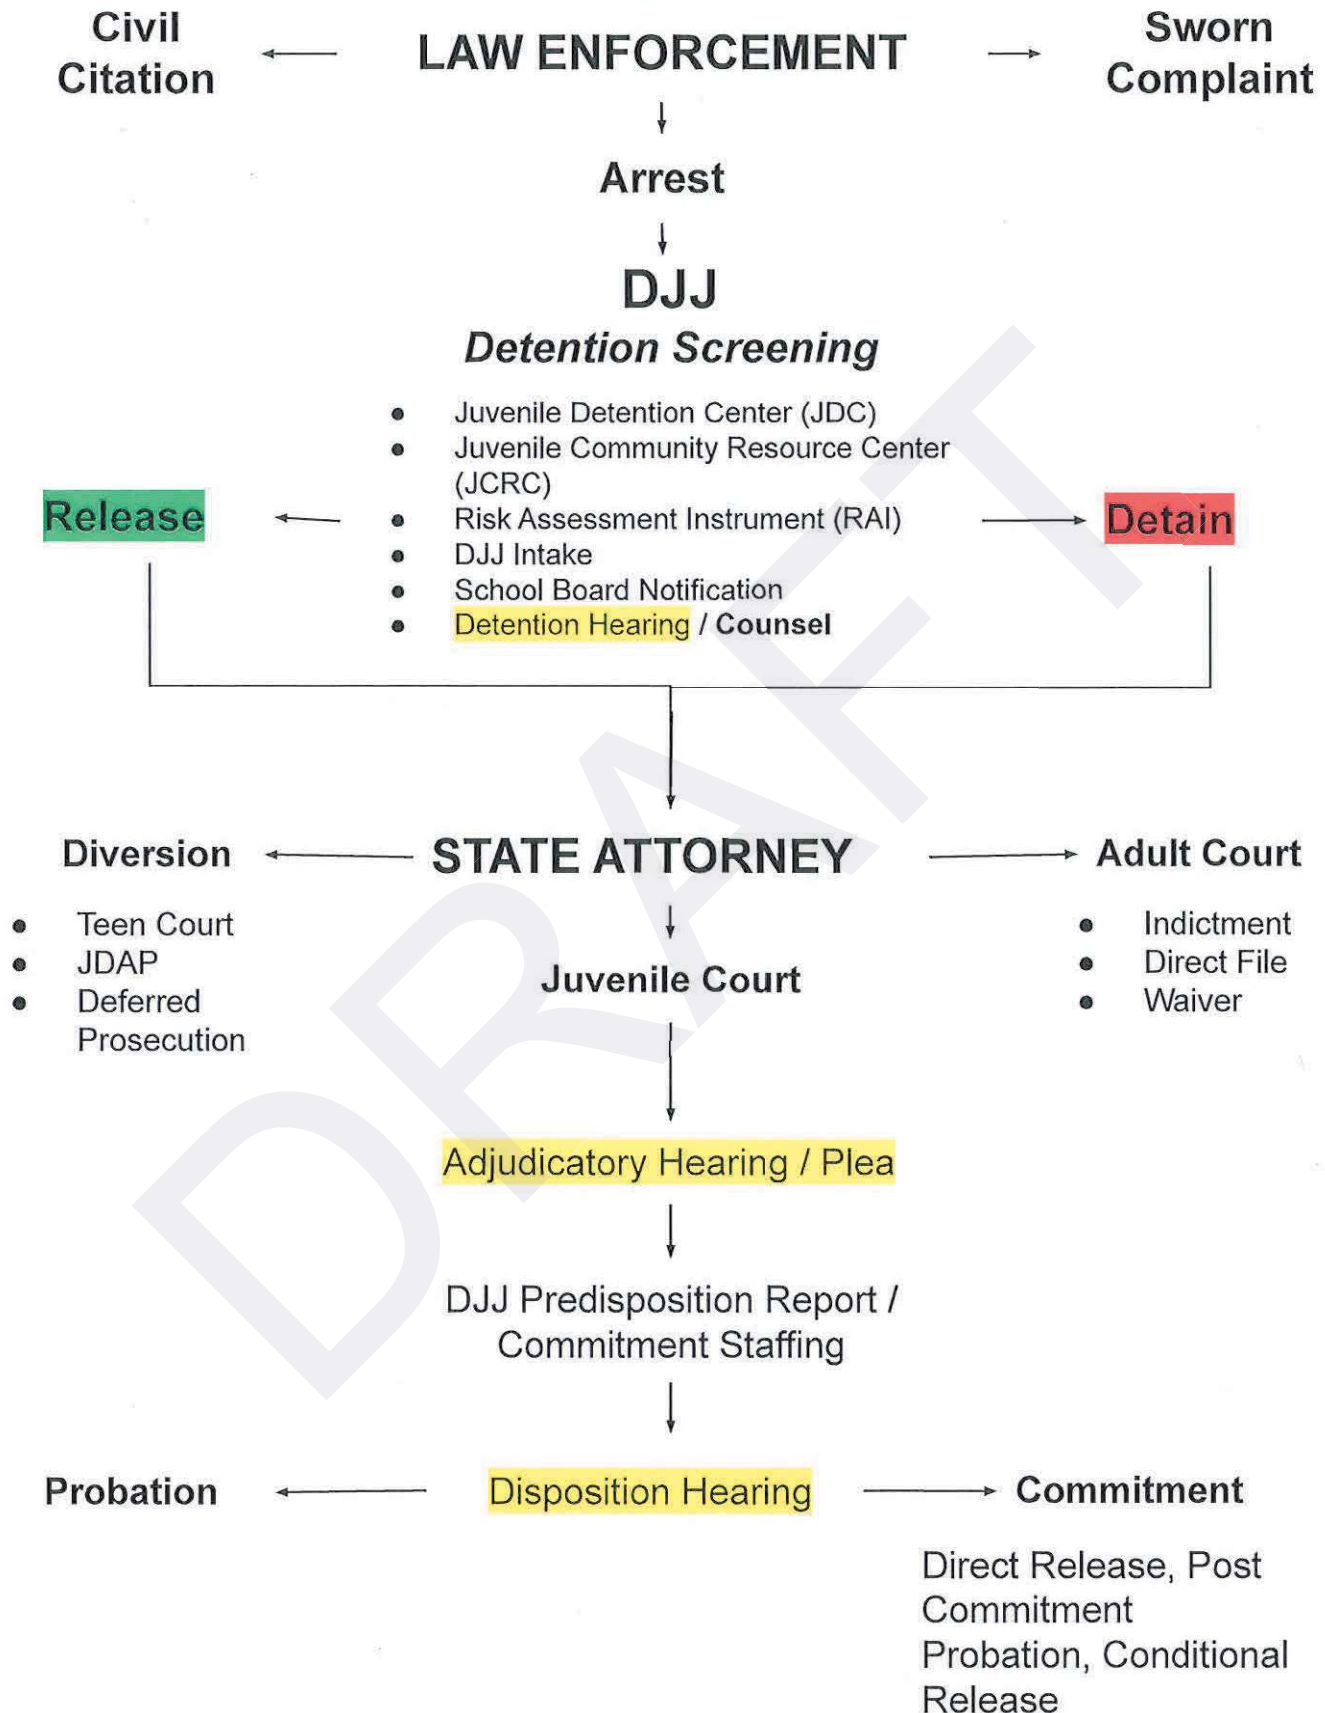 Civil
Citation
LAW ENFORCEMENT
Sworn
Complaint
Arrest
DJJ
Detention Screening
• Juvenile Detention Center (JDC)
• Juvenile Community Resource Center
(JCRC)
• Risk Assessment Instrument (RAI)
• DJJ Intake
• School Board Notification
• Detention Hearing / Counsel
Release
Detain
Diversion
• Teen Court
• JDAP
• Deferred
Prosecution
STATE ATTORNEY
Adult Court
• Indictment
• Direct File
• Waiver
Juvenile Court
Adjudicatory Hearing / Plea
DJJ Predisposition Report /
Commitment Staffing
Probation
Disposition Hearing
Commitment
Direct Release, Post
Commitment
Probation, Conditional
Release
DRAFT